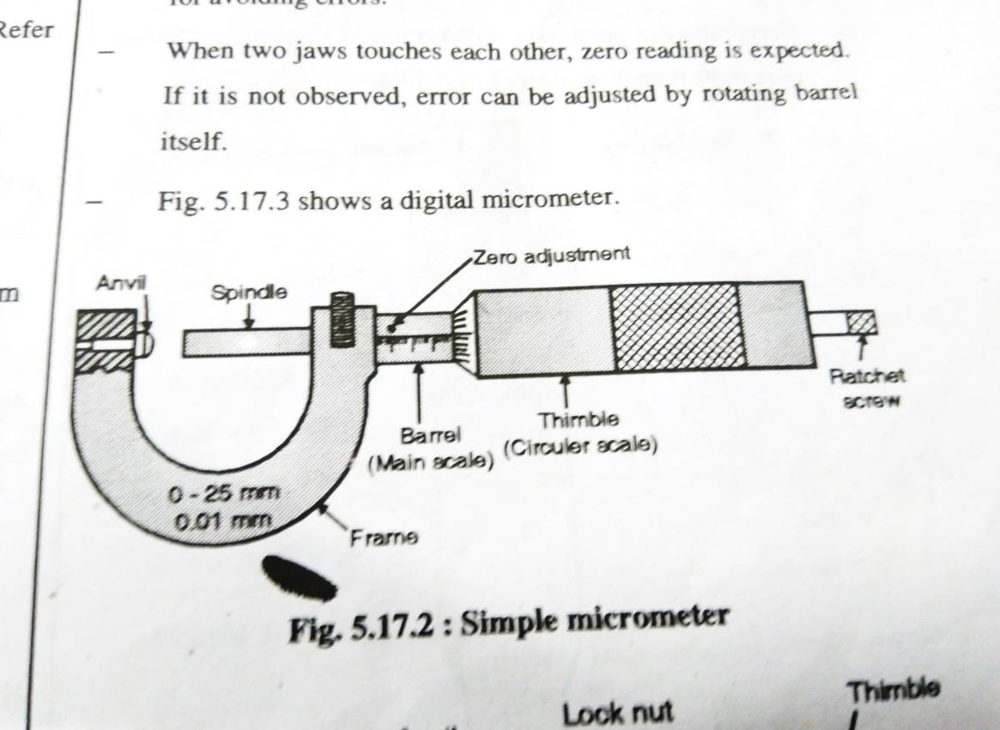 for avoiding errors.
Refer
– When two jaws touches each other, zero reading is expected.
If it is not observed, error can be adjusted by rotating barrel
itself.
– Fig. 5.17.3 shows a digital micrometer.
m
Zero adjustment
Anvil
Spindle
Ratchet
screw
Barrel
(Main scale)
Thimble
(Circuler scale)
0 - 25 mm
0.01 mm
Frame
Fig. 5.17.2 : Simple micrometer
Thimble
Lock nut